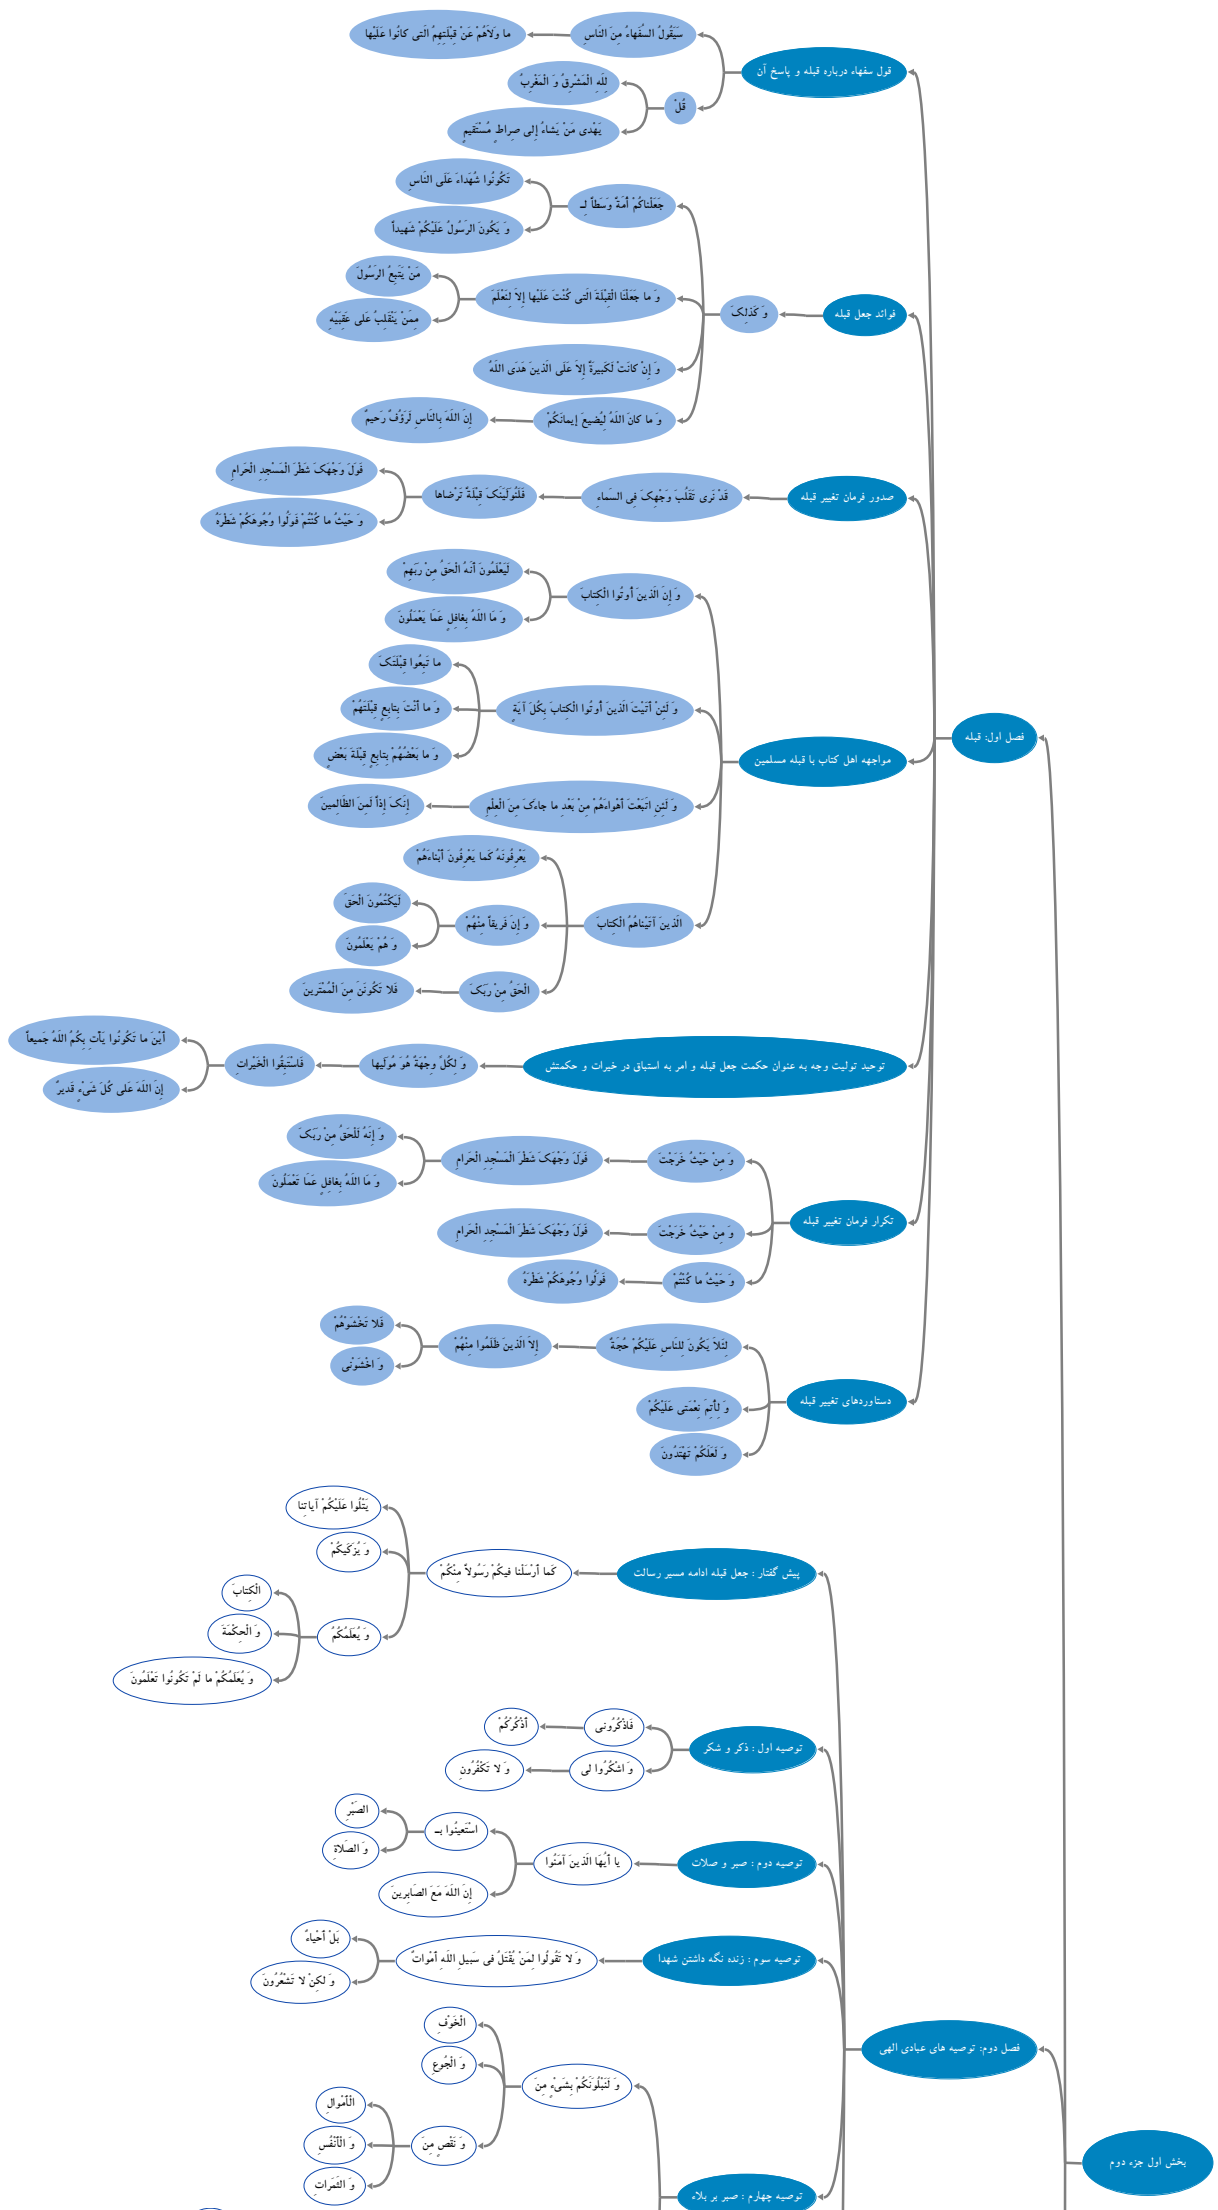 بخش اول جزء دوم
فصل اول: قبله
قول سفهاء درباره قبله و پاسخ آن
سَیَقُولُ السُّفَهاءُ مِنَ النَّاسِ
ما وَلاَّهُمْ عَنْ قِبْلَتِهِمُ الَّتی کانُوا عَلَیْها
قُلْ
لِلَّهِ الْمَشْرِقُ وَ الْمَغْرِبُ
یَهْدی مَنْ یَشاءُ إِلى صِراطٍ مُسْتَقیمٍ
فوائد جعل قبله
وَ کَذلِکَ
جَعَلْناکُمْ أُمَّةً وَسَطاً لِـ
تَکُونُوا شُهَداءَ عَلَى النَّاسِ
وَ یَکُونَ الرَّسُولُ عَلَیْکُمْ شَهیداً
وَ ما جَعَلْنَا الْقِبْلَةَ الَّتی کُنْتَ عَلَیْها إِلاَّ لِنَعْلَمَ
مَنْ یَتَّبِعُ الرَّسُولَ
مِمَّنْ یَنْقَلِبُ عَلى عَقِبَیْهِ
وَ إِنْ کانَتْ لَکَبیرَةً إِلاَّ عَلَى الَّذینَ هَدَى اللَّهُ
وَ ما کانَ اللَّهُ لِیُضیعَ إیمانَکُمْ
إِنَّ اللَّهَ بِالنَّاسِ لَرَؤُفٌ رَحیمٌ
صدور فرمان تغییر قبله
قَدْ نَرى تَقَلُّبَ وَجْهِکَ فِی السَّماءِ
فَلَنُوَلِّیَنَّکَ قِبْلَةً تَرْضاها
فَوَلِّ وَجْهَکَ شَطْرَ الْمَسْجِدِ الْحَرامِ
وَ حَیْثُ ما کُنْتُمْ فَوَلُّوا وُجُوهَکُمْ شَطْرَهُ
مواجهه اهل کتاب با قبله مسلمین
وَ إِنَّ الَّذینَ أُوتُوا الْکِتابَ
لَیَعْلَمُونَ أَنَّهُ الْحَقُّ مِنْ رَبِّهِمْ
وَ مَا اللَّهُ بِغافِلٍ عَمَّا یَعْمَلُونَ
وَ لَئِنْ أَتَیْتَ الَّذینَ أُوتُوا الْکِتابَ بِکُلِّ آیَةٍ
ما تَبِعُوا قِبْلَتَکَ
وَ ما أَنْتَ بِتابِعٍ قِبْلَتَهُمْ
وَ ما بَعْضُهُمْ بِتابِعٍ قِبْلَةَ بَعْضٍ
وَ لَئِنِ اتَّبَعْتَ أَهْواءَهُمْ مِنْ بَعْدِ ما جاءَکَ مِنَ الْعِلْمِ
إِنَّکَ إِذاً لَمِنَ الظَّالِمینَ
الَّذینَ آتَیْناهُمُ الْکِتابَ
یَعْرِفُونَهُ کَما یَعْرِفُونَ أَبْناءَهُمْ
وَ إِنَّ فَریقاً مِنْهُمْ
لَیَکْتُمُونَ الْحَقَّ
وَ هُمْ یَعْلَمُونَ
الْحَقُّ مِنْ رَبِّکَ
فَلا تَکُونَنَّ مِنَ الْمُمْتَرینَ
توحید تولیت وجه به عنوان حکمت جعل قبله و امر به استباق در خیرات و حکمتش
وَ لِکُلٍّ وِجْهَةٌ هُوَ مُوَلِّیها
فَاسْتَبِقُوا الْخَیْراتِ
أَیْنَ ما تَکُونُوا یَأْتِ بِکُمُ اللَّهُ جَمیعاً
إِنَّ اللَّهَ عَلى کُلِّ شَیْءٍ قَدیرٌ
تکرار فرمان تغییر قبله
وَ مِنْ حَیْثُ خَرَجْتَ
فَوَلِّ وَجْهَکَ شَطْرَ الْمَسْجِدِ الْحَرامِ
وَ إِنَّهُ لَلْحَقُّ مِنْ رَبِّکَ
وَ مَا اللَّهُ بِغافِلٍ عَمَّا تَعْمَلُونَ
وَ مِنْ حَیْثُ خَرَجْتَ
فَوَلِّ وَجْهَکَ شَطْرَ الْمَسْجِدِ الْحَرامِ
وَ حَیْثُ ما کُنْتُمْ
فَوَلُّوا وُجُوهَکُمْ شَطْرَهُ
دستاوردهای تغییر قبله
لِئَلاَّ یَکُونَ لِلنَّاسِ عَلَیْکُمْ حُجَّةٌ
إِلاَّ الَّذینَ ظَلَمُوا مِنْهُمْ
فَلا تَخْشَوْهُمْ
وَ اخْشَوْنی
وَ لِأُتِمَّ نِعْمَتی عَلَیْکُمْ
وَ لَعَلَّکُمْ تَهْتَدُونَ
فصل دوم: توصیه های عبادی الهی
پیش گفتار : جعل قبله ادامه مسیر رسالت
کَما أَرْسَلْنا فیکُمْ رَسُولاً مِنْکُمْ
یَتْلُوا عَلَیْکُمْ آیاتِنا
وَ یُزَکِّیکُمْ
وَ یُعَلِّمُکُمُ
الْکِتابَ
وَ الْحِکْمَةَ
وَ یُعَلِّمُکُمْ ما لَمْ تَکُونُوا تَعْلَمُونَ
توصیه اول : ذکر و شکر
فَاذْکُرُونی
أَذْکُرْکُمْ
وَ اشْکُرُوا لی
وَ لا تَکْفُرُونِ
توصیه دوم : صبر و صلات
یا أَیُّهَا الَّذینَ آمَنُوا
اسْتَعینُوا بِـ
الصَّبْرِ
وَ الصَّلاةِ
إِنَّ اللَّهَ مَعَ الصَّابِرینَ
توصیه سوم : زنده نگه داشتن شهدا
وَ لا تَقُولُوا لِمَنْ یُقْتَلُ فی سَبیلِ اللَّهِ أَمْواتٌ
بَلْ أَحْیاءٌ
وَ لکِنْ لا تَشْعُرُونَ
توصیه چهارم : صبر بر بلاء
وَ لَنَبْلُوَنَّکُمْ بِشَیْءٍ مِنَ
الْخَوْفِ
وَ الْجُوعِ
وَ نَقْصٍ مِنَ
الْأَمْوالِ
وَ الْأَنْفُسِ
وَ الثَّمَراتِ